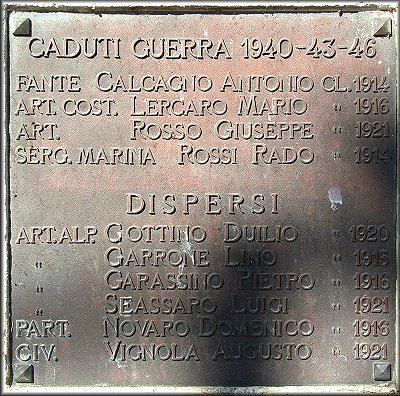 CADUTI GUERRA 1940-43-46
FANTE CALCAGNO ANTONIO CL. 1914
ART. COST. LERCARO MARIO " 1916
ART. ROSSO GIUSEPPE " 1921
SERG. MARINA ROSSI RADO " 1914
DISPERSI
ART. ALP. GOTTINO DUILIO " 1920
" GARRONE LINO " 1915
" GARASSINO PIETRO " 1916
" SEASSARO LUIGI " 1921
PART. NOVARO DOMENICO " 1916
CIV. VIGNOLA AUGUSTO " 1921